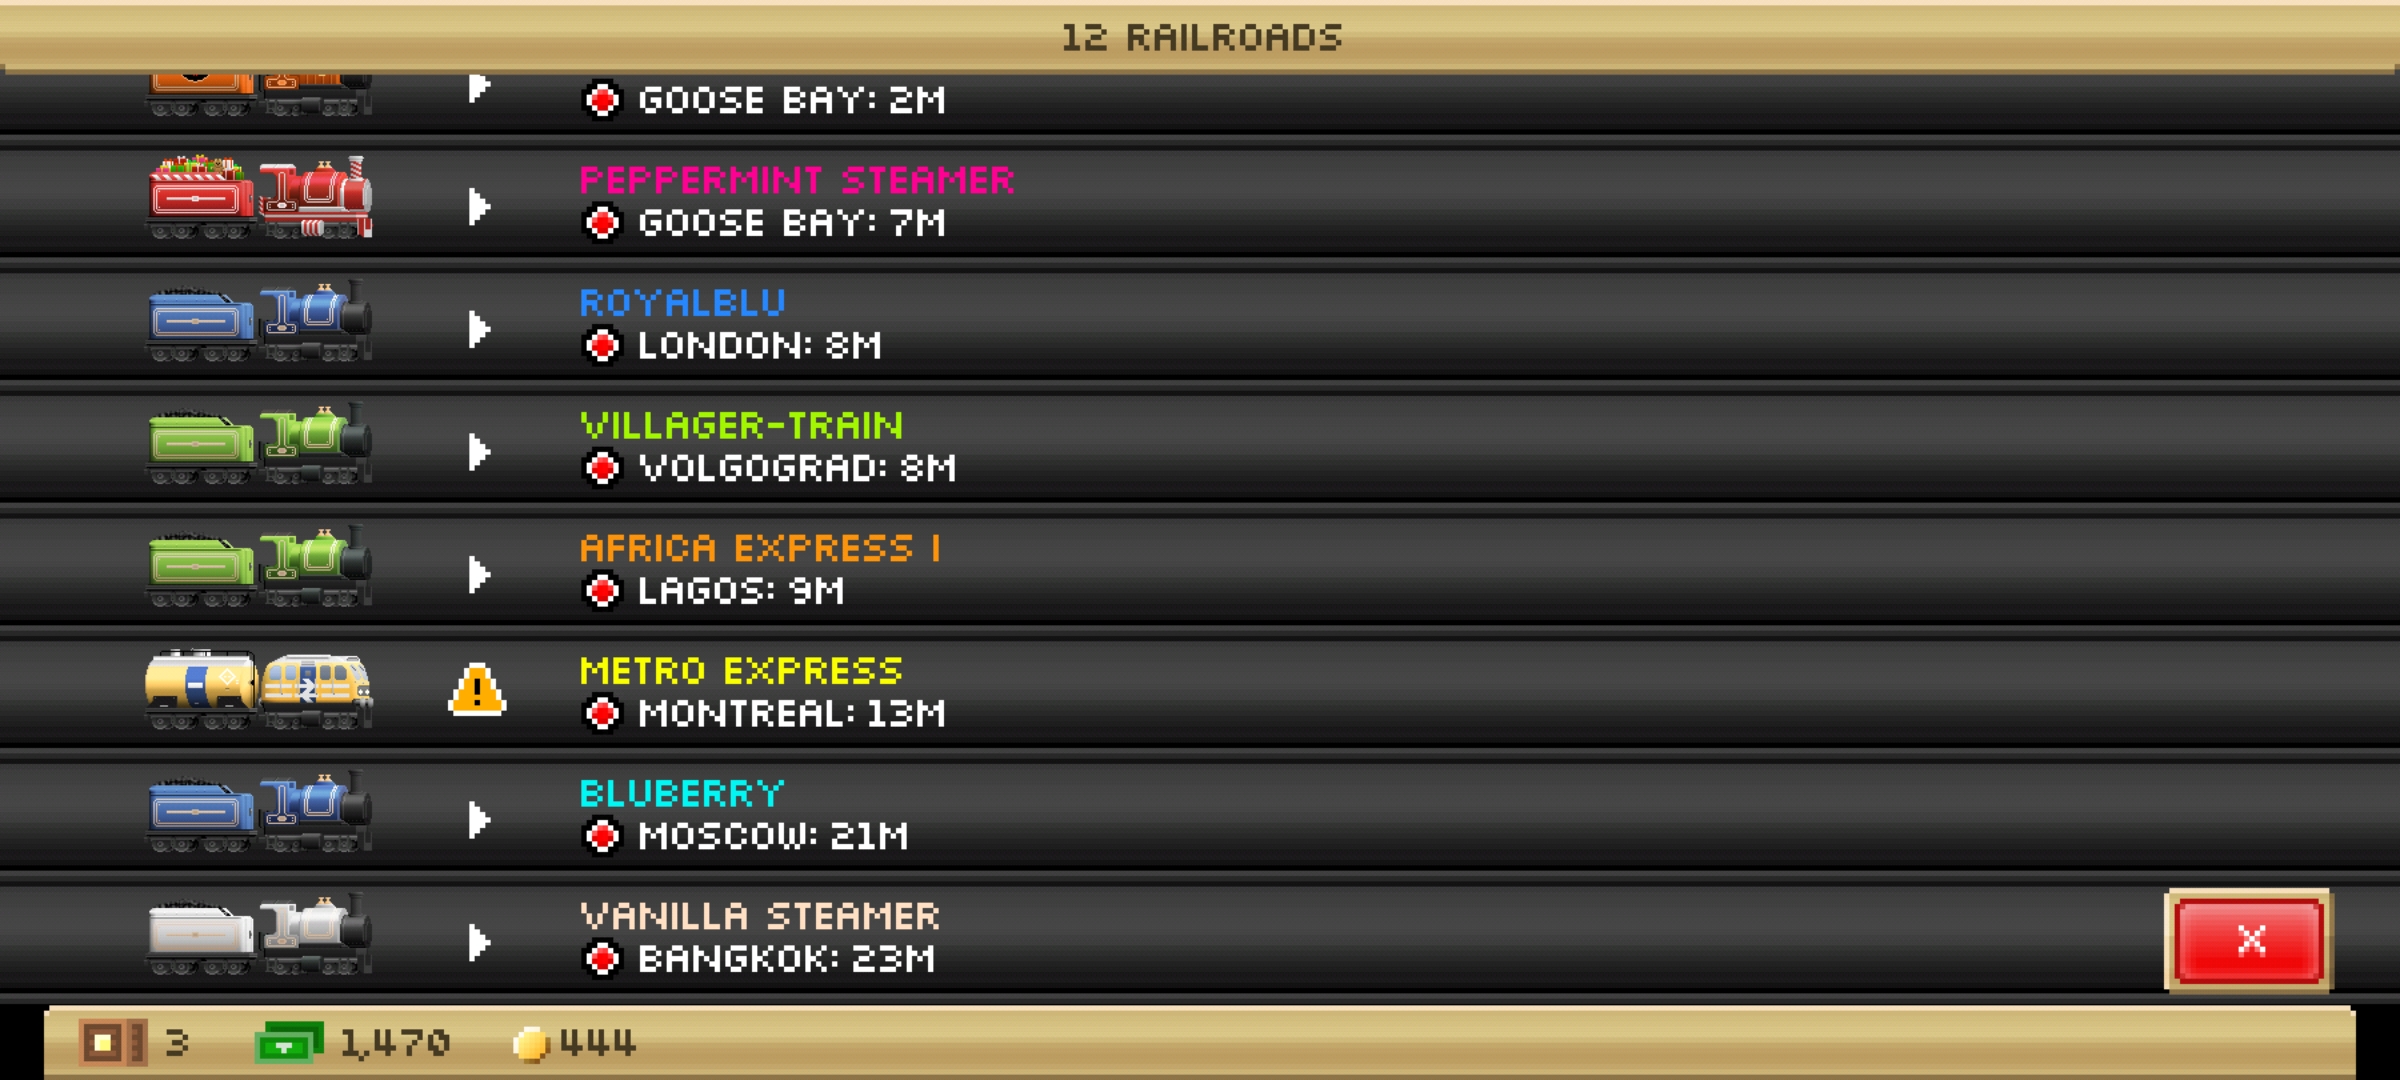 12 RAILROADS
GOOSE BAY: 2M
PEPPERMINT STEAMER
GOOSE BAY: 7M
ROYALBLU
LONDON: 8M
VILLAGER-TRAIN
VOLGOGRAD: 8M
AFRICA EXPRESS I
LAGOS: 9M
METRO EXPRESS
MONTREAL: 13M
BLUBERRY
MOSCOW: 21M
VANILLA STEAMER
BANGKOK: 23M
X
3 1,470 444